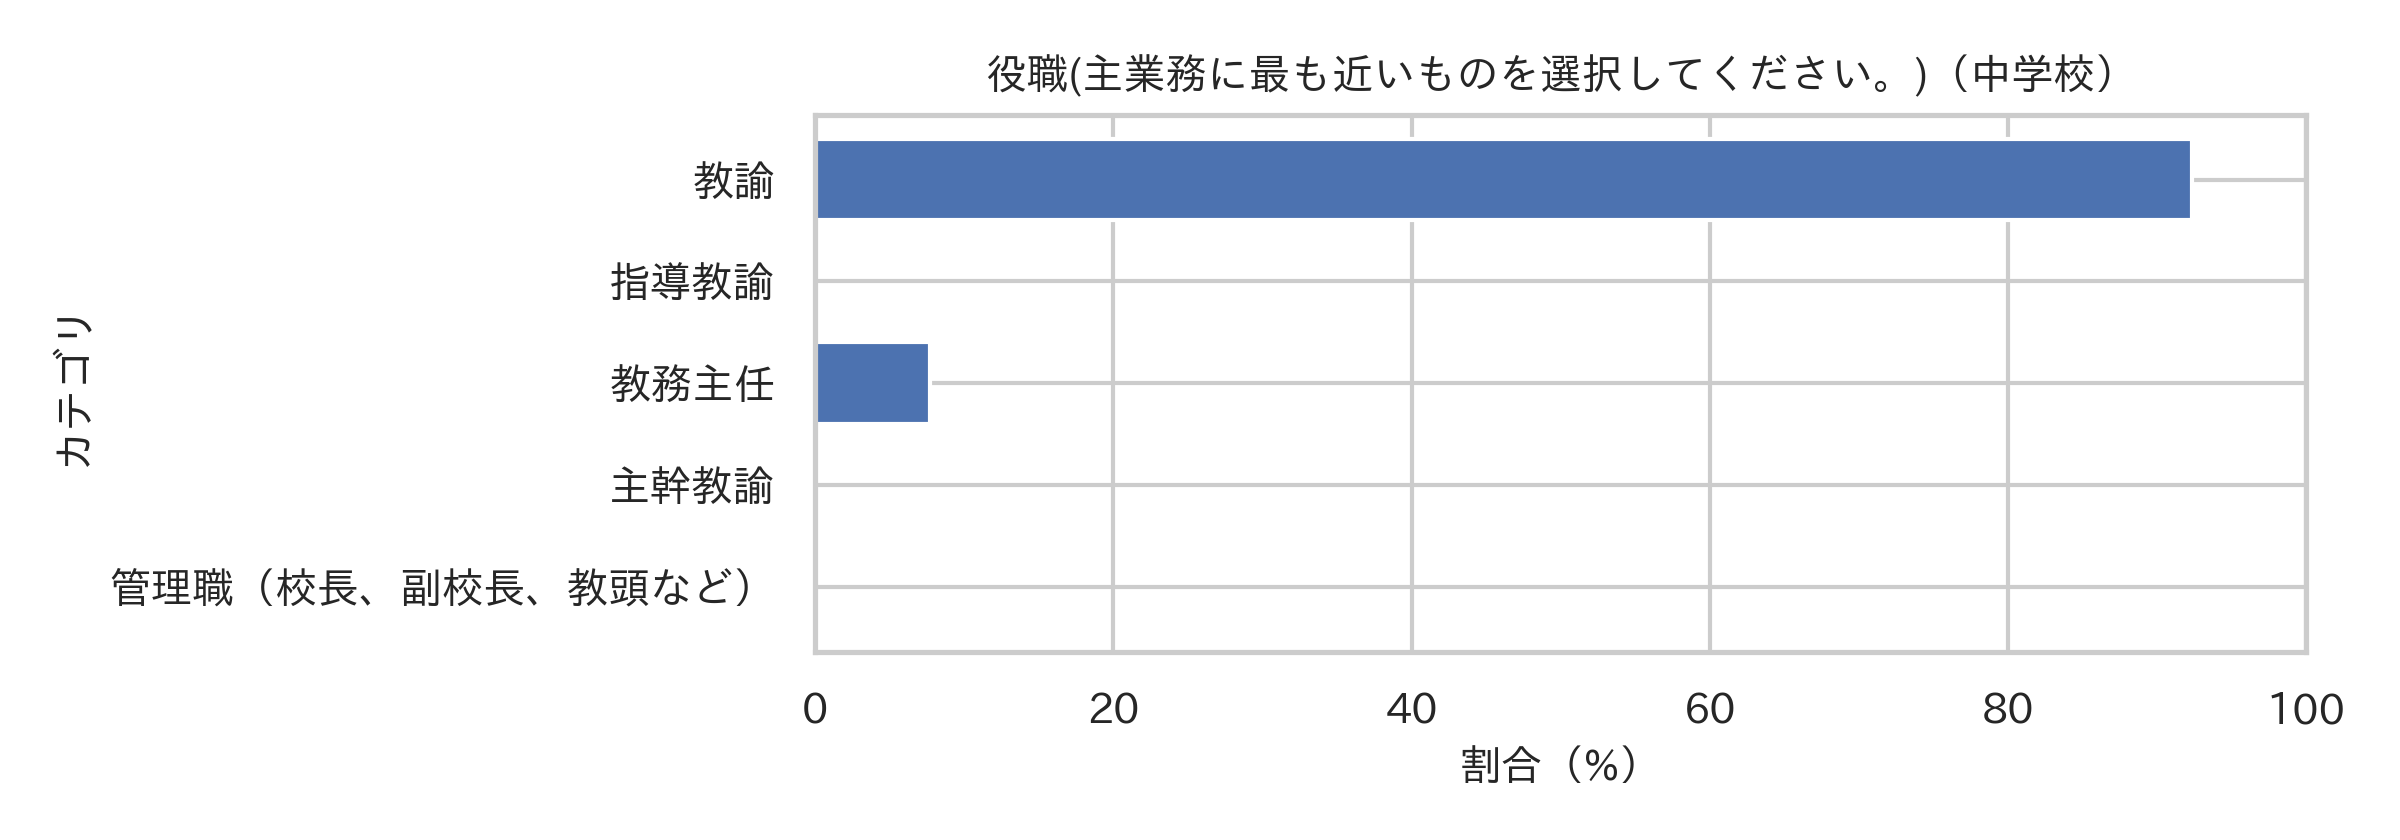 役職(主業務に最も近いものを選択してください。)（中学校）
カテゴリ
教諭
指導教諭
教務主任
主幹教諭
管理職（校長、副校長、教頭など）
0 20 40 60 80 100
割合（%）